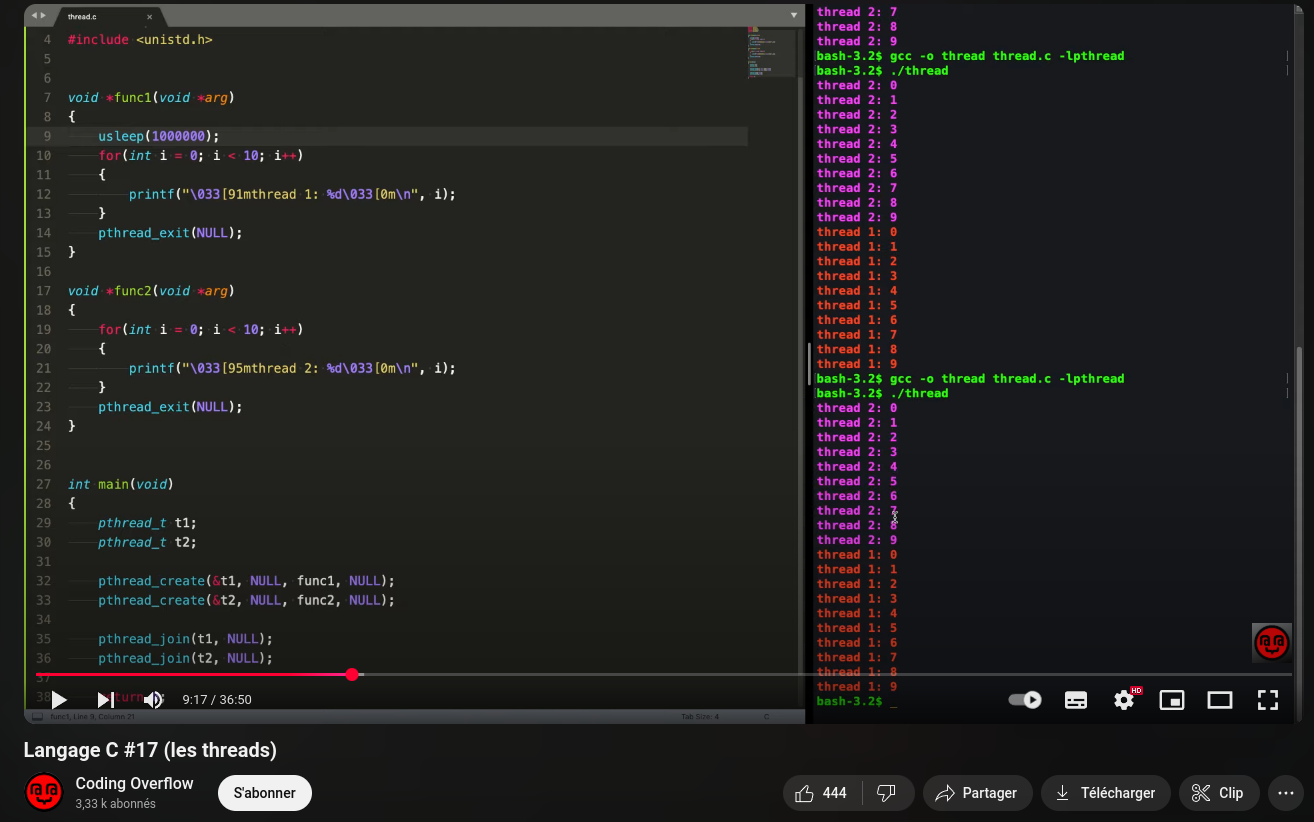 thread.c
4 #include <unistd.h>
5
6
7 void *func1(void *arg)
8 {
9 usleep(1000000);
10 for(int i = 0; i < 10; i++)
11 {
12 printf("\033[91mthread 1: %d\033[0m\n", i);
13 }
14 pthread_exit(NULL);
15 }
16
17 void *func2(void *arg)
18 {
19 for(int i = 0; i < 10; i++)
20 {
21 printf("\033[95mthread 2: %d\033[0m\n", i);
22 }
23 pthread_exit(NULL);
24 }
25
26
27 int main(void)
28 {
29 pthread_t t1;
30 pthread_t t2;
31
32 pthread_create(&t1, NULL, func1, NULL);
33 pthread_create(&t2, NULL, func2, NULL);
34
35 pthread_join(t1, NULL);
36 pthread_join(t2, NULL);
37
38 return
func1, Line 9, Column 21
Tab Size: 4
C
thread 2: 7
thread 2: 8
thread 2: 9
bash-3.2$ gcc -o thread thread.c -lpthread
bash-3.2$ ./thread
thread 2: 0
thread 2: 1
thread 2: 2
thread 2: 3
thread 2: 4
thread 2: 5
thread 2: 6
thread 2: 7
thread 2: 8
thread 2: 9
thread 1: 0
thread 1: 1
thread 1: 2
thread 1: 3
thread 1: 4
thread 1: 5
thread 1: 6
thread 1: 7
thread 1: 8
thread 1: 9
bash-3.2$ gcc -o thread thread.c -lpthread
bash-3.2$ ./thread
thread 2: 0
thread 2: 1
thread 2: 2
thread 2: 3
thread 2: 4
thread 2: 5
thread 2: 6
thread 2: 7
thread 2: 8
thread 2: 9
thread 1: 0
thread 1: 1
thread 1: 2
thread 1: 3
thread 1: 4
thread 1: 5
thread 1: 6
thread 1: 7
thread 1: 8
thread 1: 9
bash-3.2$ _
9:17 / 36:50
HD
Langage C #17 (les threads)
Coding Overflow
3,33 k abonnés
S'abonner
444
Partager
Télécharger
Clip